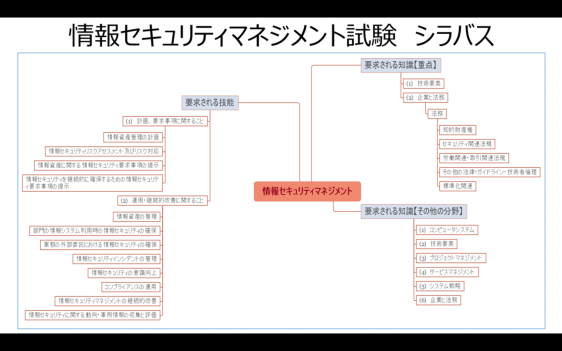 情報セキュリティマネジメント試験　シラバス
要求される技能
(1) 計画、要求事項に関すること
情報資産管理の計画
情報セキュリティリスクアセスメント及びリスク対応
情報資産に関する情報セキュリティ要求事項の提示
情報セキュリティを継続的に確保するための情報セキュリテ
ィ要求事項の提示
(2) 運用・継続的改善に関すること
情報資産の管理
部門の情報システム利用時の情報セキュリティの確保
業務の外部委託における情報セキュリティの確保
情報セキュリティインシデントの管理
情報セキュリティの意識向上
コンプライアンスの運用
情報セキュリティマネジメントの継続的改善
情報セキュリティに関する動向・事例情報の収集と評価
情報セキュリティマネジメント
要求される知識【重点】
(1) 技術要素
(2) 企業と法務
法務
知的財産権
セキュリティ関連法規
労働関連・取引関連法規
その他の法律・ガイドライン・技術者倫理
標準化関連
要求される知識【その他の分野】
(1) コンピュータシステム
(2) 技術要素
(3) プロジェクトマネジメント
(4) サービスマネジメント
(5) システム戦略
(6) 企業と法務